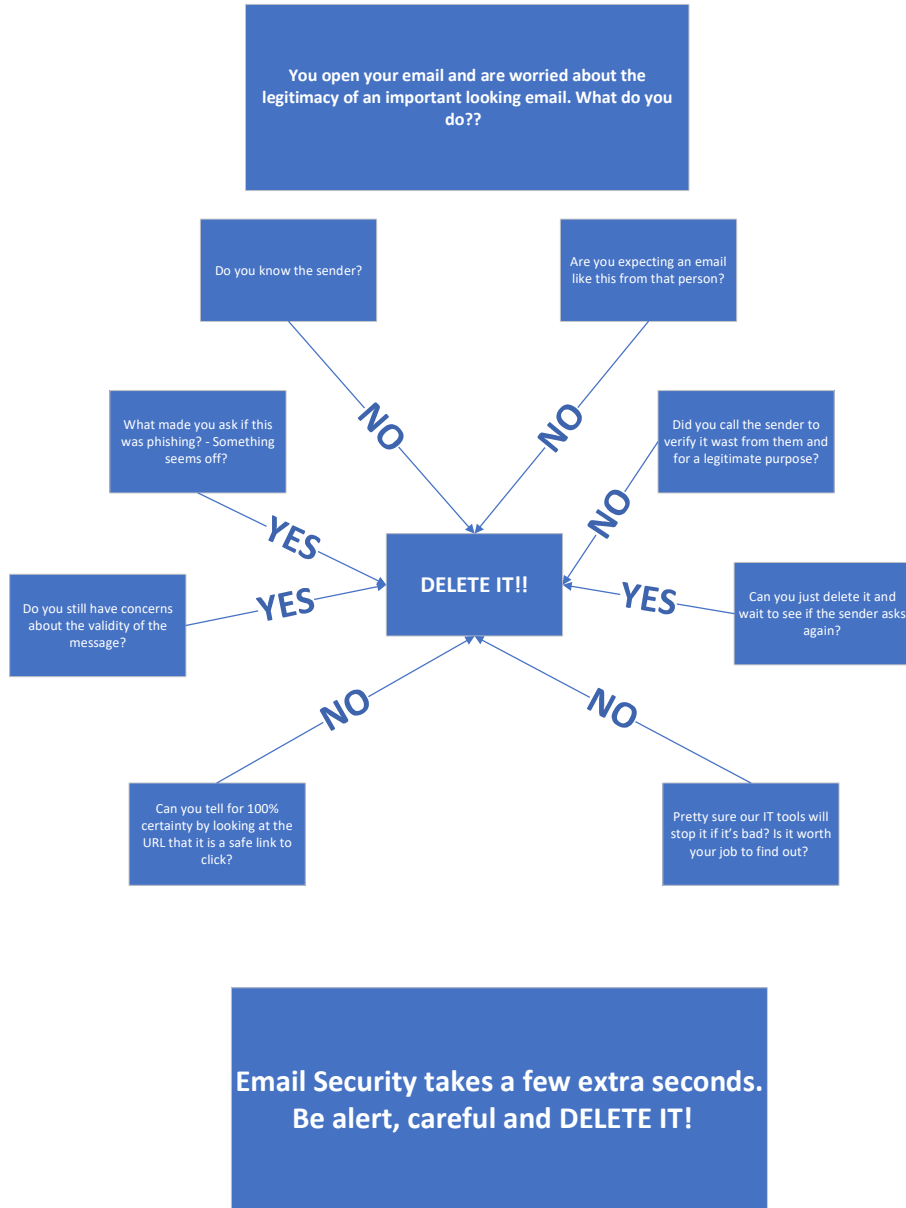 You open your email and are worried about the
legitimacy of an important looking email. What do you
do??
Do you know the sender?
Are you expecting an email
like this from that person?
NO
NO
What made you ask if this
was phishing? - Something
seems off?
Did you call the sender to
verify it wast from them and
for a legitimate purpose?
YES
NO
DELETE IT!!
Do you still have concerns
about the validity of the
message?
YES
YES
Can you just delete it and
wait to see if the sender asks
again?
NO
NO
Can you tell for 100%
certainty by looking at the
URL that it is a safe link to
click?
Pretty sure our IT tools will
stop it if it's bad? Is it worth
your job to find out?
Email Security takes a few extra seconds.
Be alert, careful and DELETE IT!